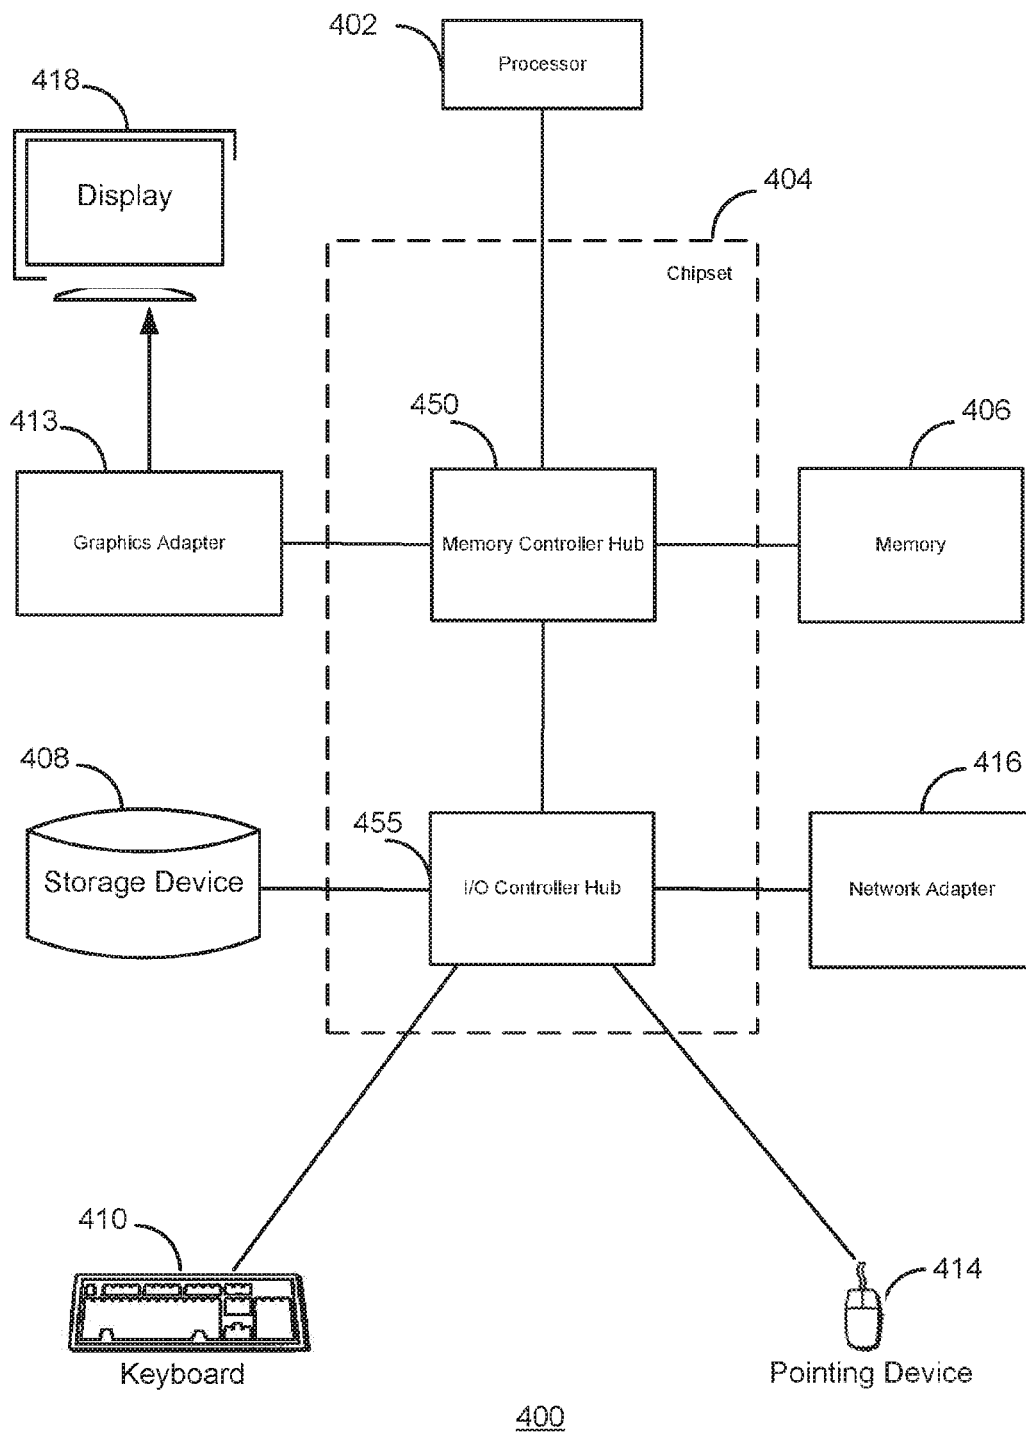 402
Processor
418
Display
404
Chipset
413
450
406
Graphics Adapter
Memory Controller Hub
Memory
408
455
416
Storage Device
I/O Controller Hub
Network Adapter
410
414
Keyboard
Pointing Device
400